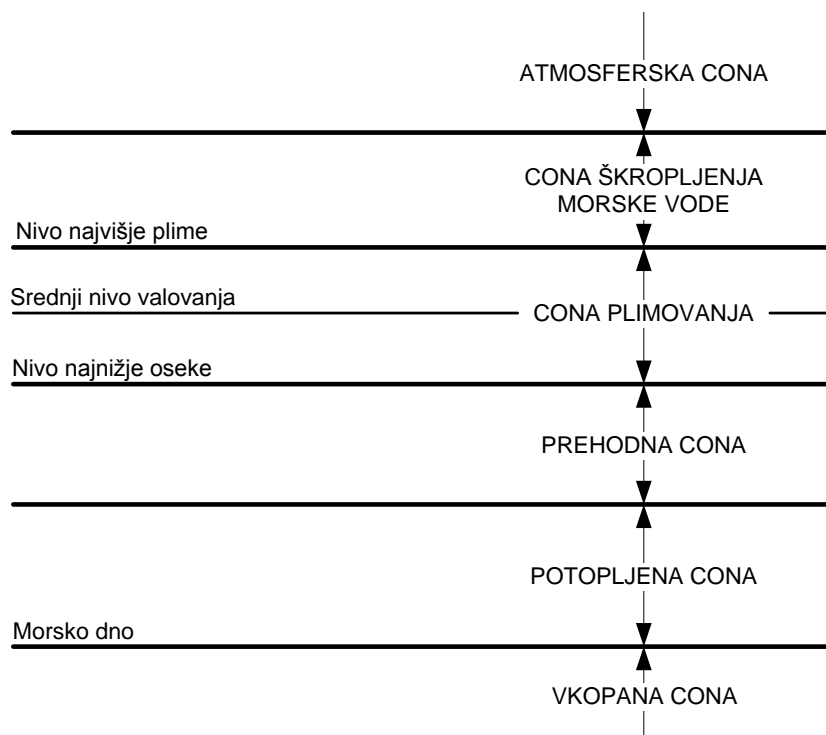 ATMOSFERSKA CONA
CONA ŠKROPLJENJA
MORSKE VODE
Nivo najvišje plime
Srednji nivo valovanja
CONA PLIMOVANJA
Nivo najnižje oseke
PREHODNA CONA
POTOPLJENA CONA
Morsko dno
VKOPANA CONA